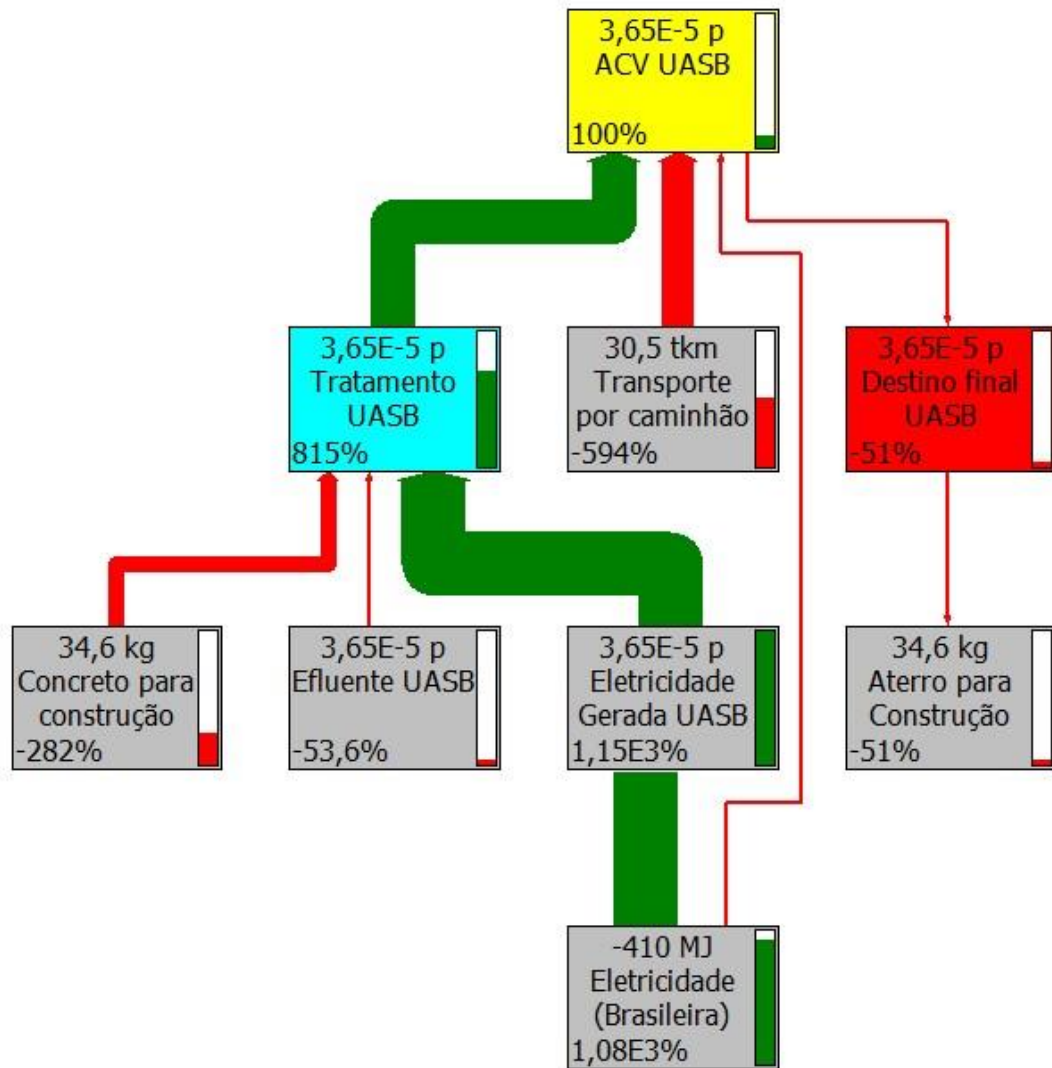 3,65E-5 p
ACV UASB
100%
3,65E-5 p
Tratamento
UASB
815%
30,5 tkm
Transporte
por caminhão
-594%
3,65E-5 p
Destino final
UASB
-51%
34,6 kg
Concreto para
construção
-282%
3,65E-5 p
Efluente UASB
-53,6%
3,65E-5 p
Eletricidade
Gerada UASB
1,15E3%
34,6 kg
Aterro para
Construção
-51%
-410 MJ
Eletricidade
(Brasileira)
1,08E3%